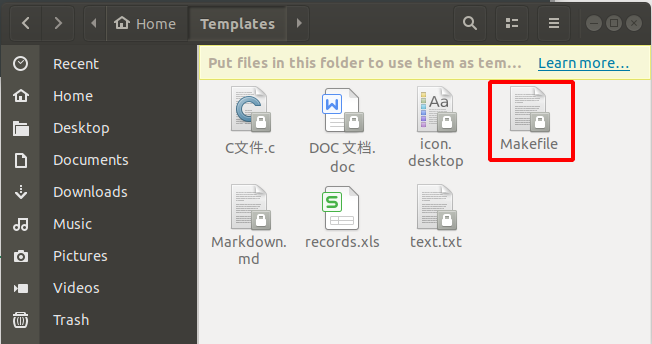 Home
Templates
Put files in this folder to use them as tem…
Learn more…
Recent
Home
Desktop
Documents
Downloads
Music
Pictures
Videos
Trash
C文件.c
DOC 文档.
doc
icon.
desktop
Makefile
Markdown.
md
records.xls
text.txt